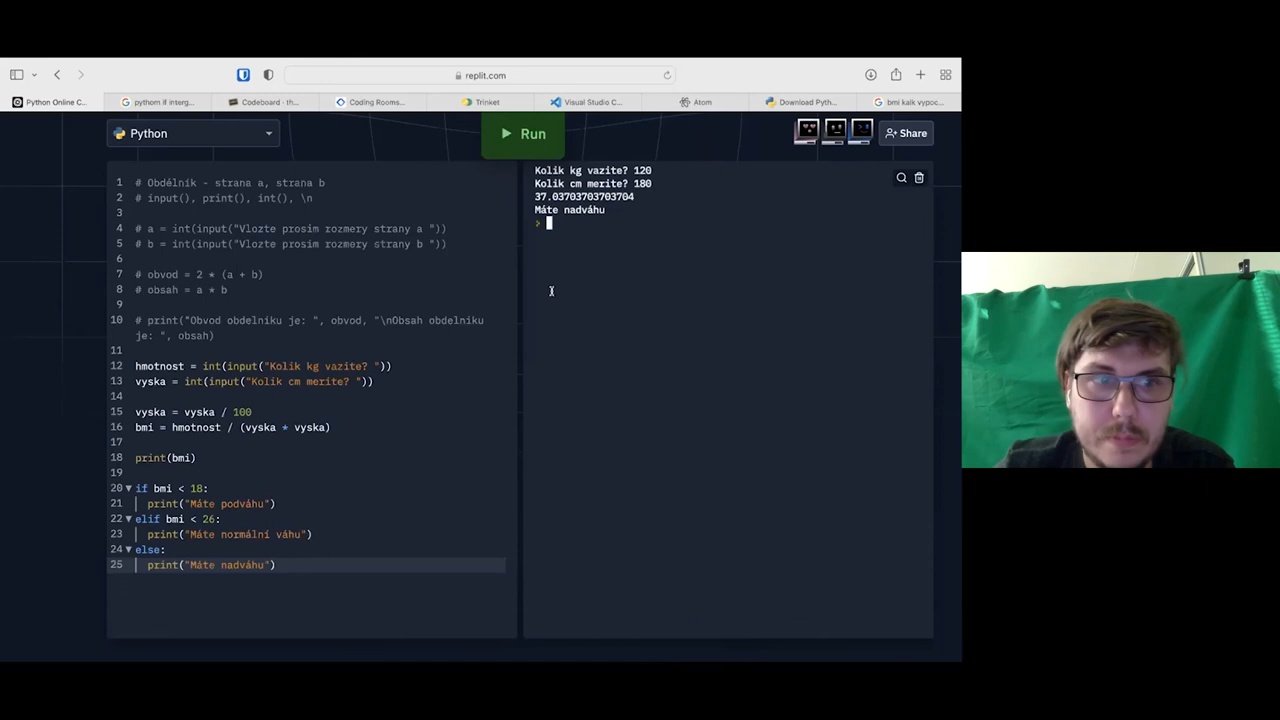 replit.com
Python Online C...
python if interg...
Codeboard - th...
Coding Rooms...
Trinket
Visual Studio C...
Atom
Download Pyth...
bmi kalk vypoc...
Python
Run
Share
1 # Obdélník - strana a, strana b
2 # input(), print(), int(), \n
3
4 # a = int(input("Vlozte prosim rozmery strany a "))
5 # b = int(input("Vlozte prosim rozmery strany b "))
6
7 # obvod = 2 * (a + b)
8 # obsah = a * b
9
10 # print("Obvod obdelniku je: ", obvod, "\nObsah obdelniku
je: ", obsah)
11
12 hmotnost = int(input("Kolik kg vazite? "))
13 vyska = int(input("Kolik cm merite? "))
14
15 vyska = vyska / 100
16 bmi = hmotnost / (vyska * vyska)
17
18 print(bmi)
19
20 if bmi < 18:
21 print("Máte podváhu")
22 elif bmi < 26:
23 print("Máte normální váhu")
24 else:
25 print("Máte nadváhu")
Kolik kg vazite? 120
Kolik cm merite? 180
37.03703703703704
Máte nadváhu
>